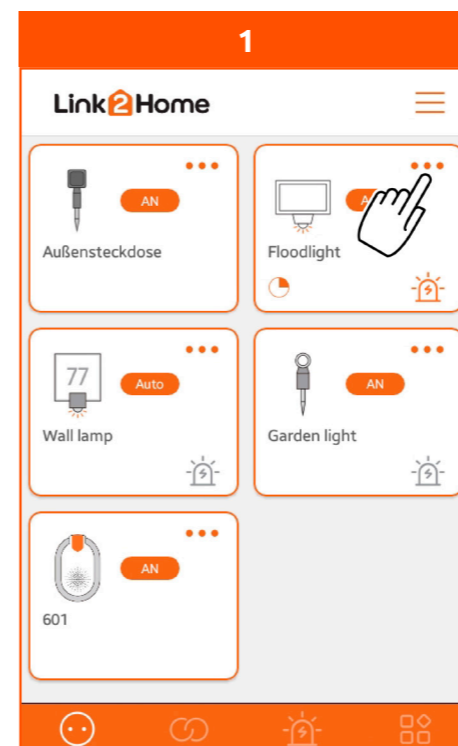 1
Link2Home
AN
Außensteckdose
Floodlight
77
Auto
Wall lamp
AN
Garden light
AN
601